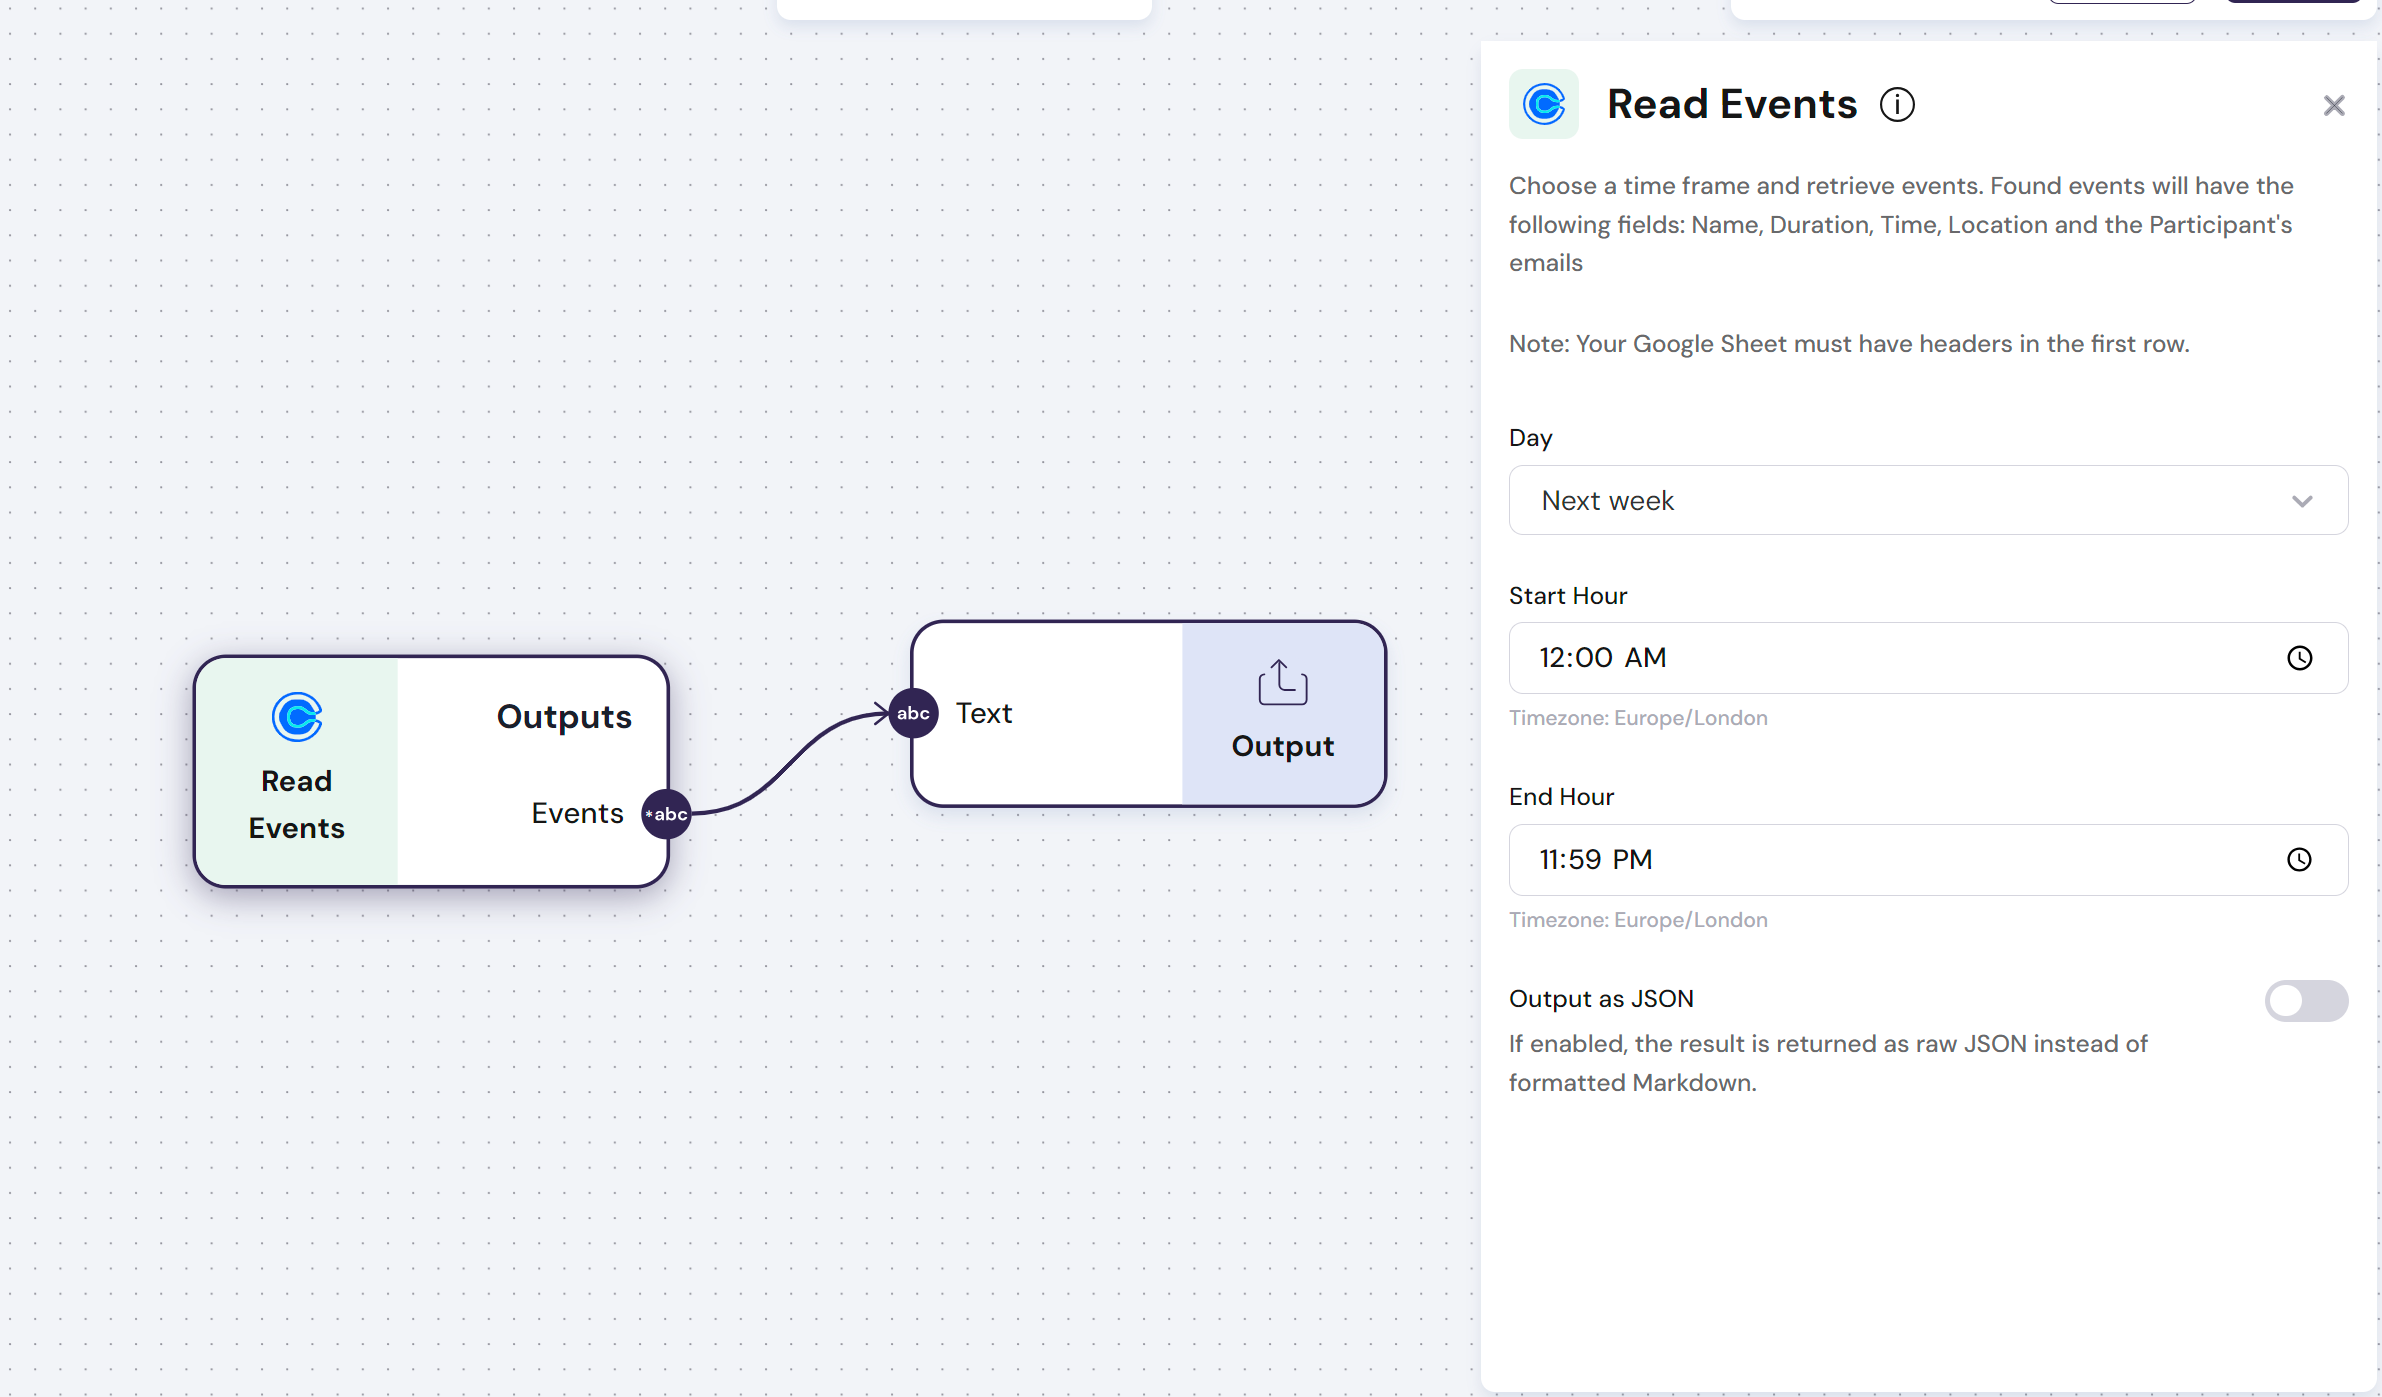 Read
Events
Outputs
Events
*abc
abc
Text
Output
Read Events
Choose a time frame and retrieve events. Found events will have the
following fields: Name, Duration, Time, Location and the Participant's
emails
Note: Your Google Sheet must have headers in the first row.
Day
Next week
Start Hour
12:00 AM
Timezone: Europe/London
End Hour
11:59 PM
Timezone: Europe/London
Output as JSON
If enabled, the result is returned as raw JSON instead of
formatted Markdown.